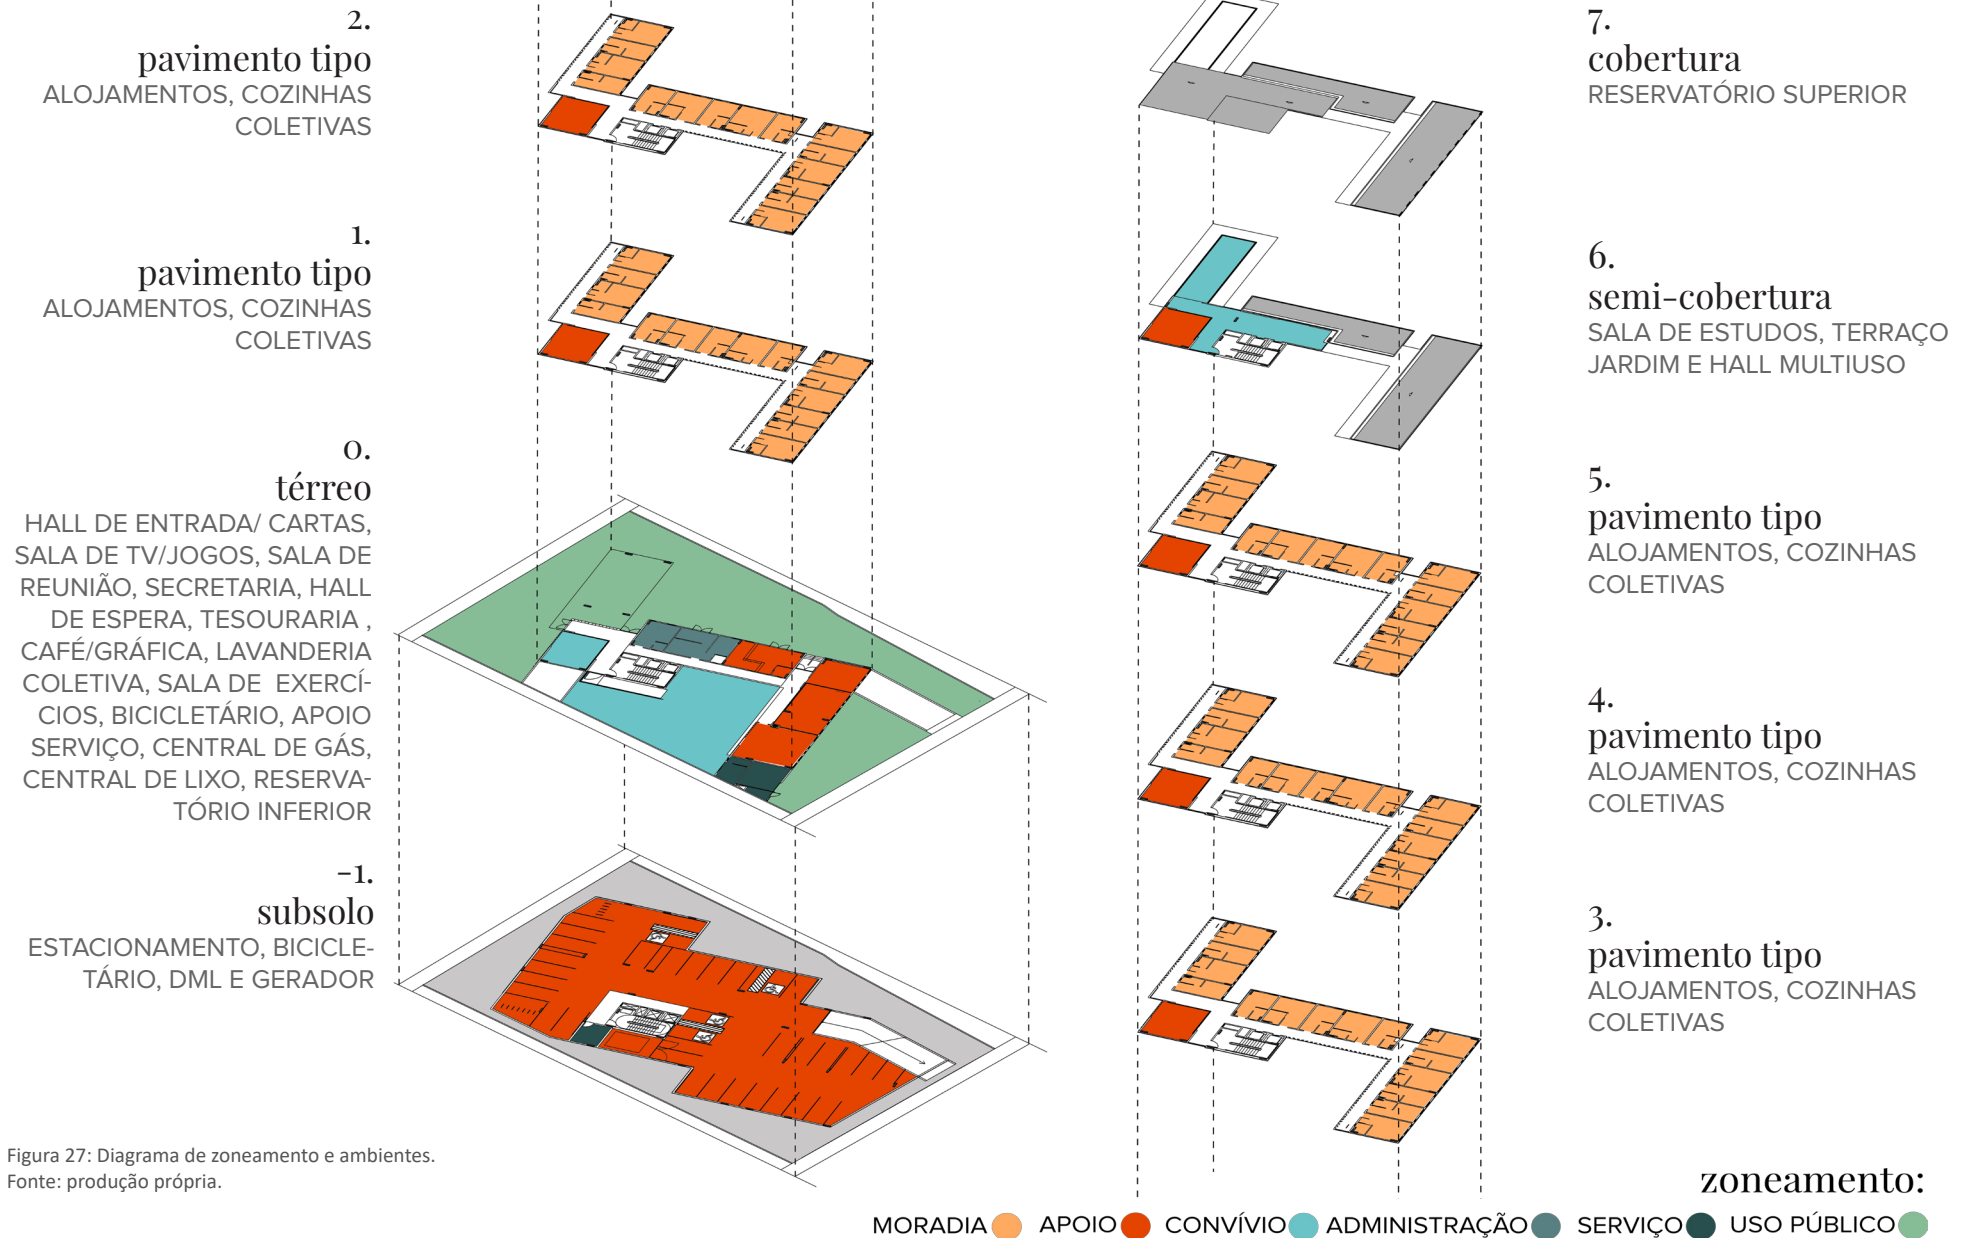 2.
pavimento tipo
ALOJAMENTOS, COZINHAS
COLETIVAS
1.
pavimento tipo
ALOJAMENTOS, COZINHAS
COLETIVAS
0.
térreo
HALL DE ENTRADA/ CARTAS,
SALA DE TV/JOGOS, SALA DE
REUNIÃO, SECRETARIA, HALL
DE ESPERA, TESOURARIA ,
CAFÉ/GRÁFICA, LAVANDERIA
COLETIVA, SALA DE EXERCÍ-
CIOS, BICICLETÁRIO, APOIO
SERVIÇO, CENTRAL DE GÁS,
CENTRAL DE LIXO, RESERVA-
TÓRIO INFERIOR
-1.
subsolo
ESTACIONAMENTO, BICICLE-
TÁRIO, DML E GERADOR
7.
cobertura
RESERVATÓRIO SUPERIOR
6.
semi-cobertura
SALA DE ESTUDOS, TERRAÇO
JARDIM E HALL MULTIUSO
5.
pavimento tipo
ALOJAMENTOS, COZINHAS
COLETIVAS
4.
pavimento tipo
ALOJAMENTOS, COZINHAS
COLETIVAS
3.
pavimento tipo
ALOJAMENTOS, COZINHAS
COLETIVAS
Figura 27: Diagrama de zoneamento e ambientes.
Fonte: produção própria.
zoneamento:
MORADIA APOIO CONVÍVIO ADMINISTRAÇÃO SERVIÇO USO PÚBLICO